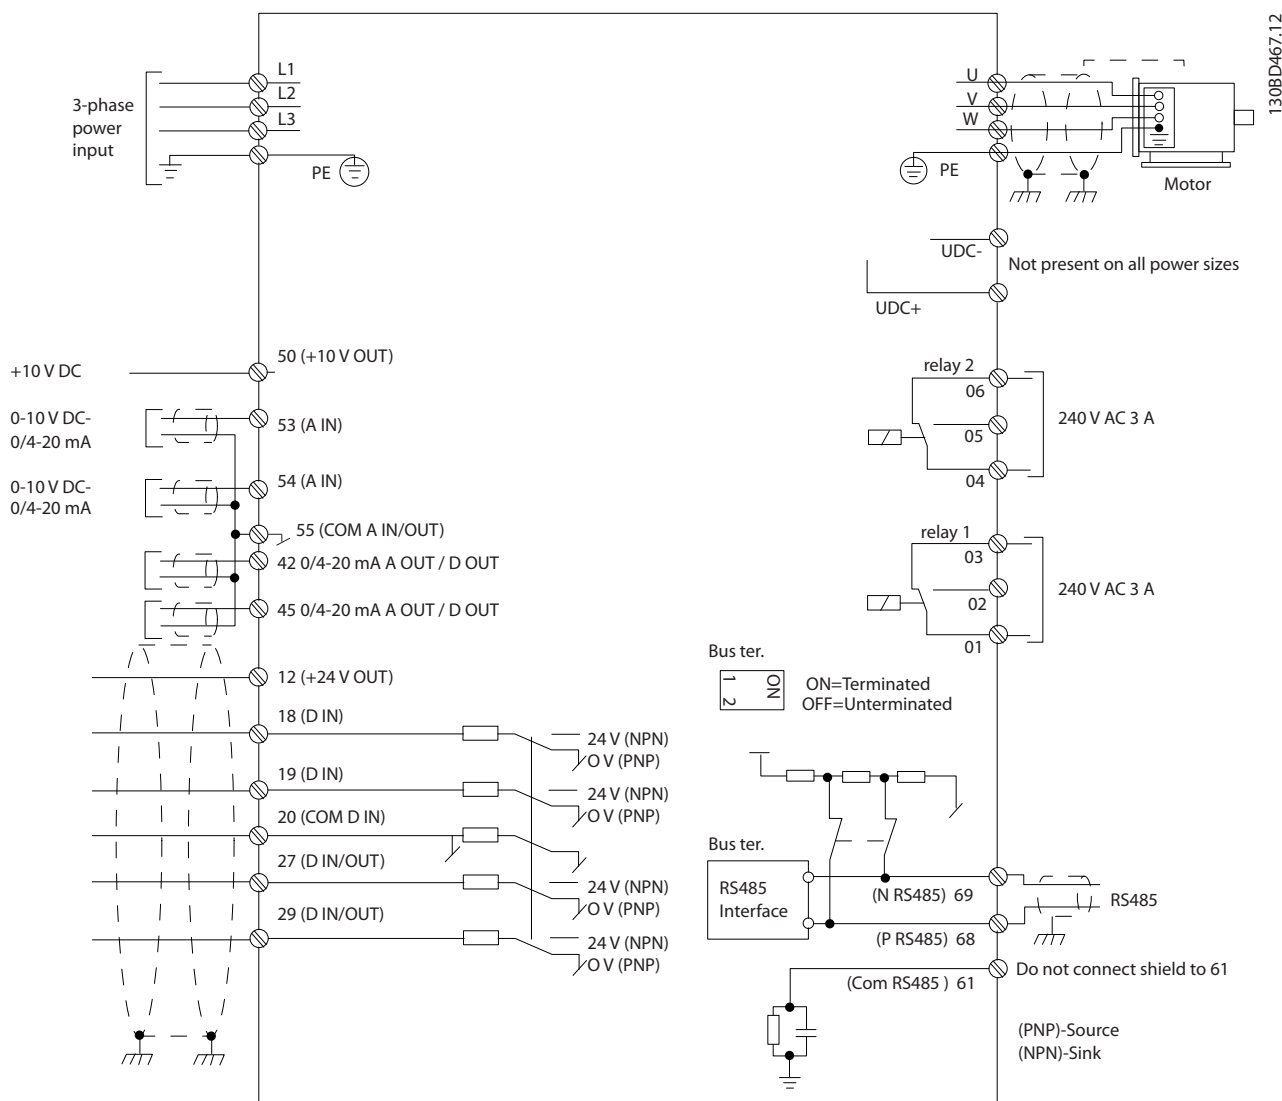 130BD467.12
3-phase
power
input
L1
L2
L3
PE
U
V
W
PE
Motor
UDC-
Not present on all power sizes
UDC+
+10 V DC
50 (+10 V OUT)
0-10 V DC-
0/4-20 mA
53 (A IN)
0-10 V DC-
0/4-20 mA
54 (A IN)
55 (COM A IN/OUT)
42 0/4-20 mA A OUT / D OUT
45 0/4-20 mA A OUT / D OUT
12 (+24 V OUT)
18 (D IN)
24 V (NPN)
O V (PNP)
19 (D IN)
24 V (NPN)
O V (PNP)
20 (COM D IN)
27 (D IN/OUT)
24 V (NPN)
O V (PNP)
29 (D IN/OUT)
24 V (NPN)
O V (PNP)
relay 2
06
05
04
240 V AC 3 A
relay 1
03
02
01
240 V AC 3 A
Bus ter.
1
2
ON
ON=Terminated
OFF=Unterminated
Bus ter.
RS485
Interface
(N RS485) 69
RS485
(P RS485) 68
(Com RS485 ) 61
Do not connect shield to 61
(PNP)-Source
(NPN)-Sink